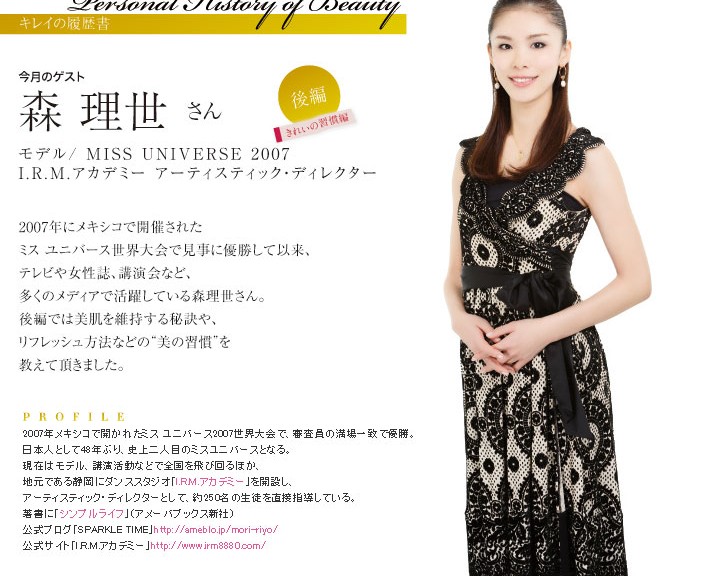 Personal History of Beauty
キレイの履歴書
今月のゲスト
森 理世 さん
後編
きれいの習慣編
モデル/ MISS UNIVERSE 2007
I.R.M.アカデミー アーティスティック・ディレクター
2007年にメキシコで開催された
ミス ユニバース世界大会で見事に優勝して以来、
テレビや女性誌、講演会など、
多くのメディアで活躍している森理世さん。
後編では美肌を維持する秘訣や、
リフレッシュ方法などの“美の習慣”を
教えて頂きました。
PROFILE
2007年メキシコで開かれたミス ユニバース2007世界大会で、審査員の満場一致で優勝。
日本人として48年ぶり、史上二人目のミスユニバースとなる。
現在はモデル、講演活動などで全国を飛び回るほか、
地元である静岡にダンススタジオ「I.R.M.アカデミー」を開設し、
アーティスティック・ディレクターとして、約250名の生徒を直接指導している。
著書に「シンプルライフ」(アメーバブックス新社)
公式ブログ「SPARKLE TIME」http://ameblo.jp/mori-riyo/
公式サイト「I.R.M.アカデミー」http://www.irm8880.com/